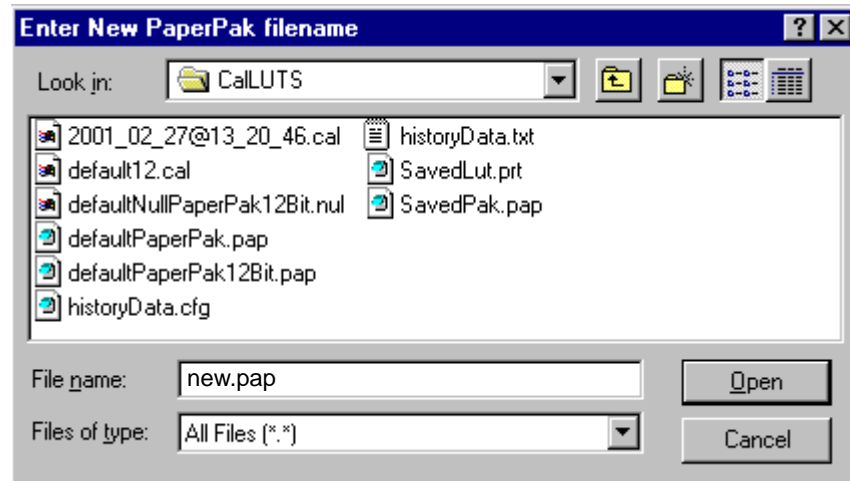 Enter New PaperPak filename
Look in: CalLUTS
2001_02_27@13_20_46.cal
default12.cal
defaultNullPaperPak12Bit.nul
defaultPaperPak.pap
defaultPaperPak12Bit.pap
historyData.cfg
historyData.txt
SavedLut.prt
SavedPak.pap
File name: new.pap
Open
Files of type: All Files (*.*)
Cancel